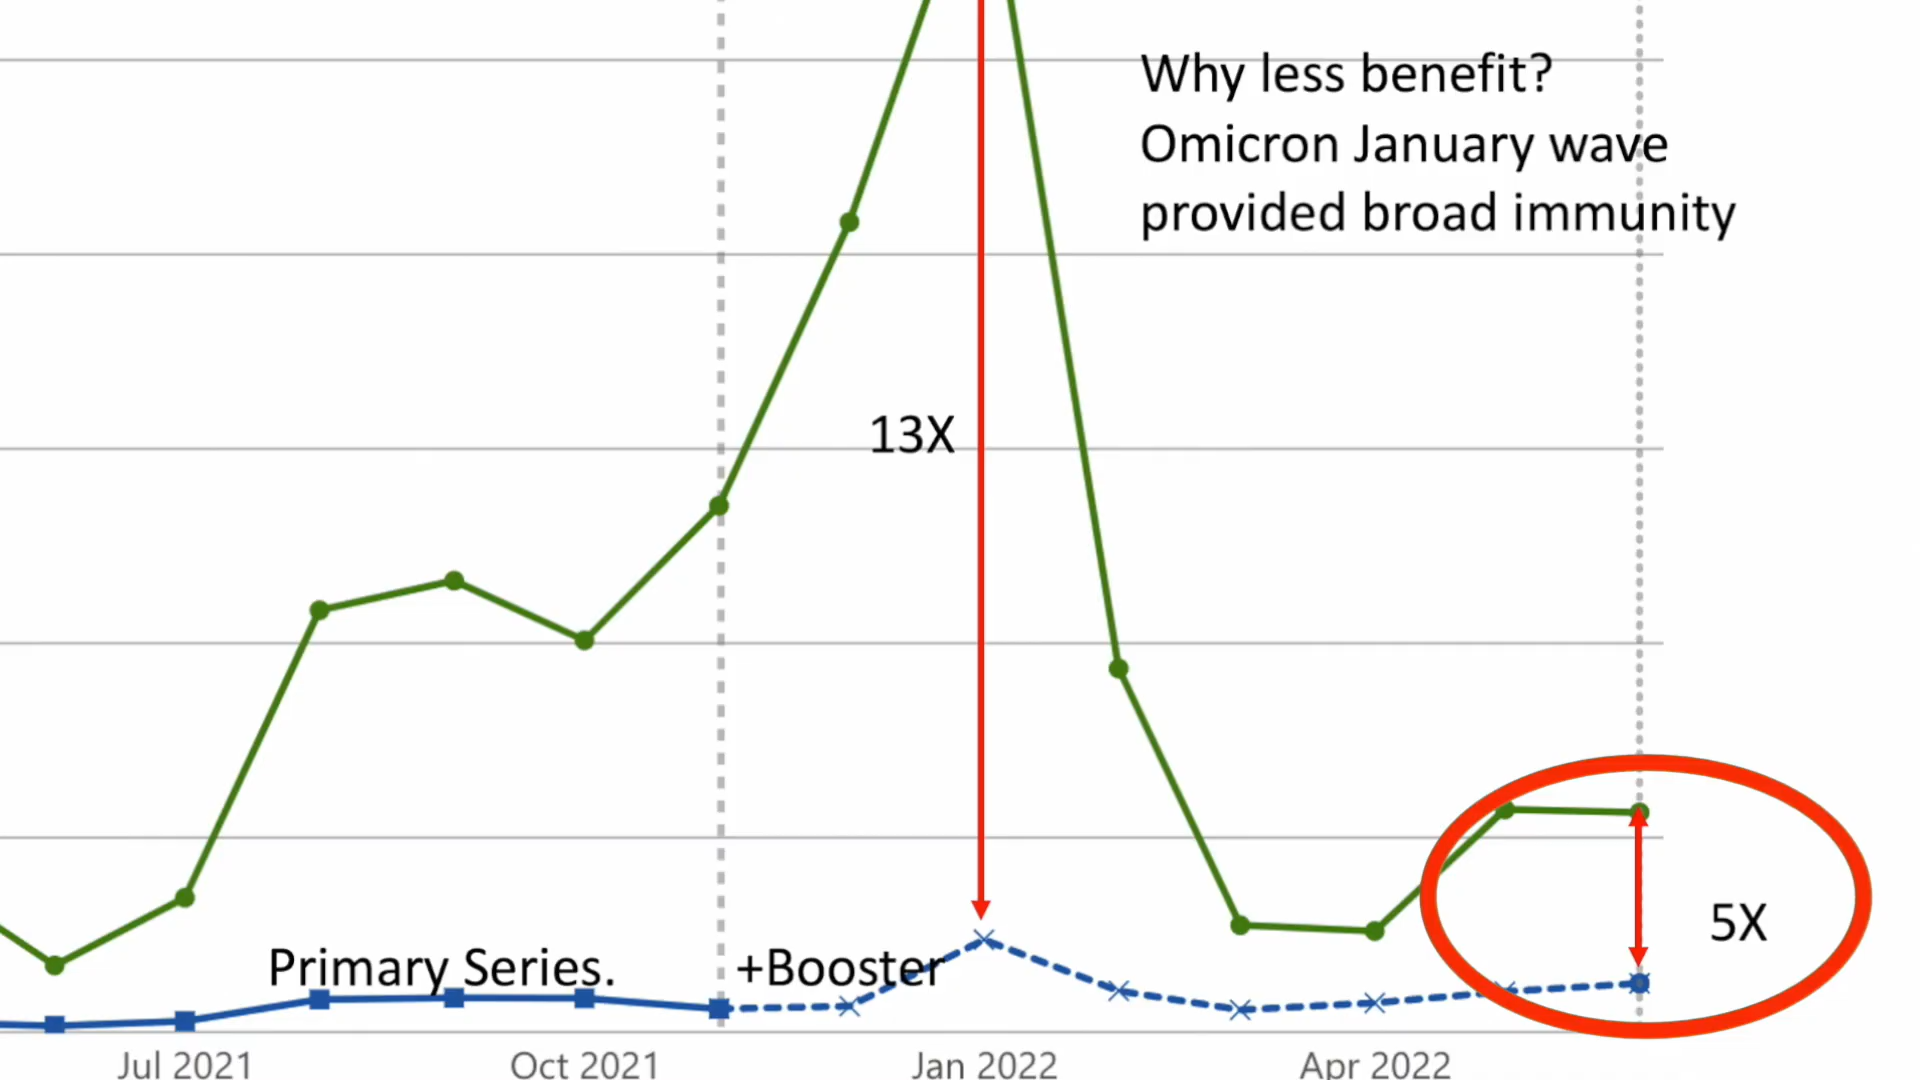 Why less benefit?
Omicron January wave
provided broad immunity
13X
5X
Primary Series.
+Booster
Jul 2021
Oct 2021
Jan 2022
Apr 2022